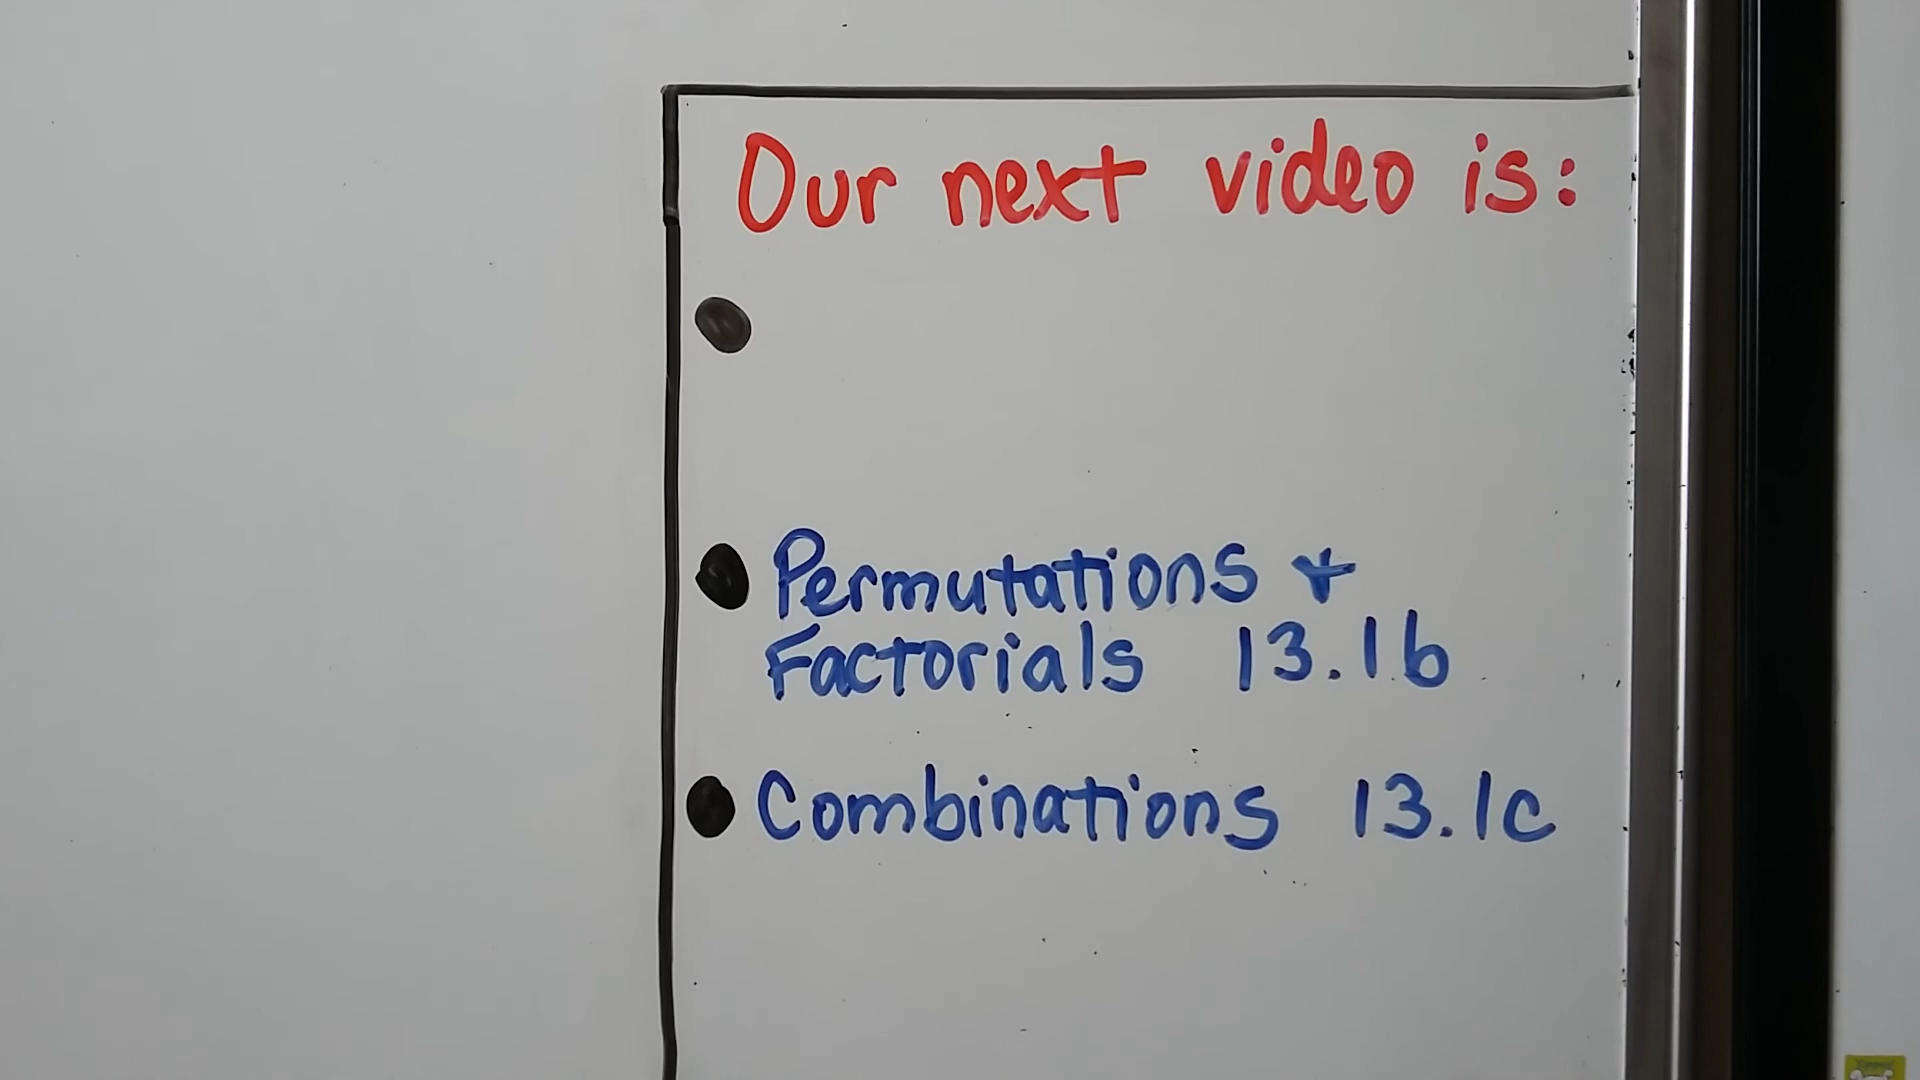 Our next video is:
Permutations &
Factorials 13.1b
Combinations 13.1c